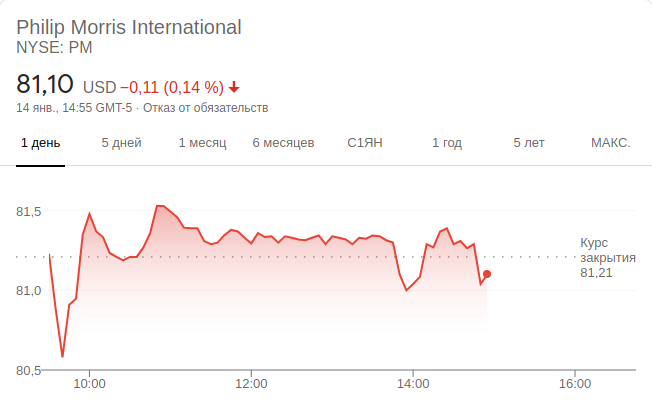 Philip Morris International
NYSE: PM
81,10 USD −0,11 (0,14 %)
14 янв., 14:55 GMT-5 · Отказ от обязательств
1 день 5 дней 1 месяц 6 месяцев С1ЯН 1 год 5 лет МАКС.
81,5
Курс
закрытия
81,21
81,0
80,5
10:00 12:00 14:00 16:00